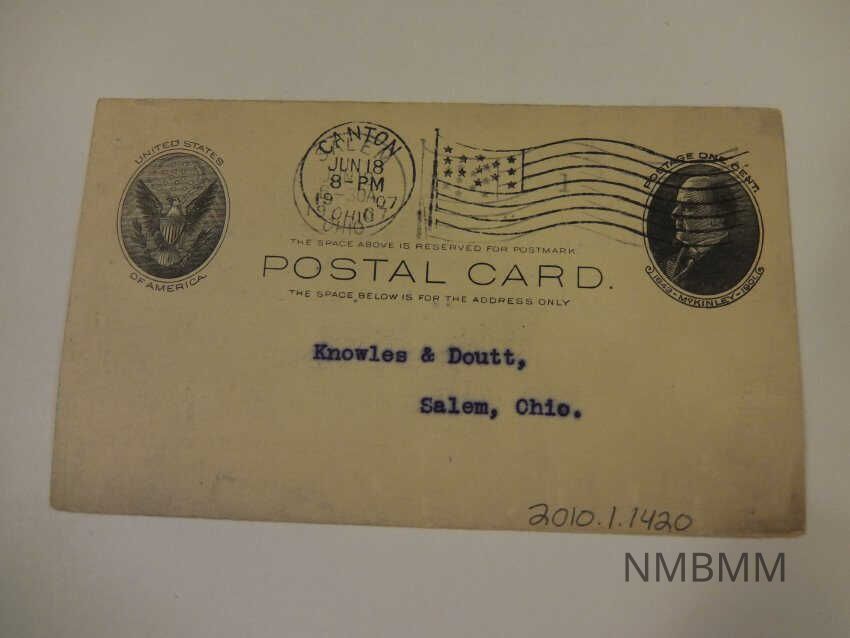 UNITED STATES
OF AMERICA.
CANTON
JUN 18
8-PM
1907
OHIO
SALEM
OHIO
POSTAGE ONE CENT.
1843-McKINLEY-1901.
THE SPACE ABOVE IS RESERVED FOR POSTMARK
POSTAL CARD.
THE SPACE BELOW IS FOR THE ADDRESS ONLY
Knowles & Doutt,
Salem, Ohio.
2010.1.1420
NMBMM